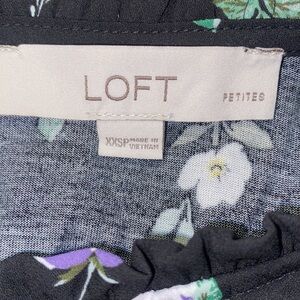 LOFT
PETITES
XXSP MADE IN
VIETNAM